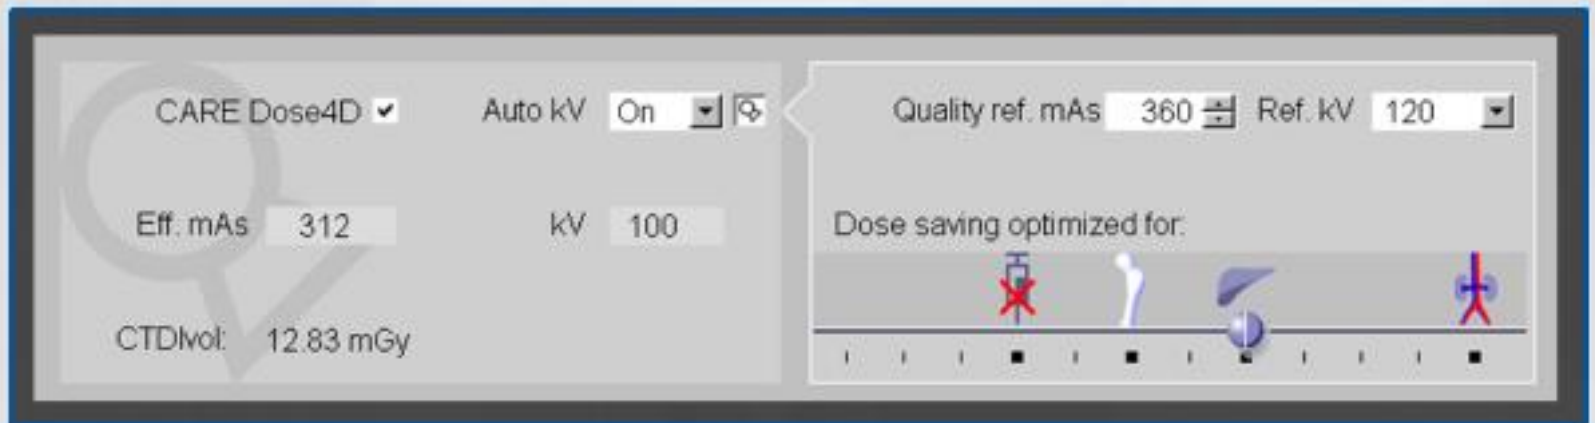 CARE Dose4D Auto kV On Quality ref. mAs 360 Ref. kV 120
Eff. mAs 312 kV 100 Dose saving optimized for:
CTDIvol: 12.83 mGy